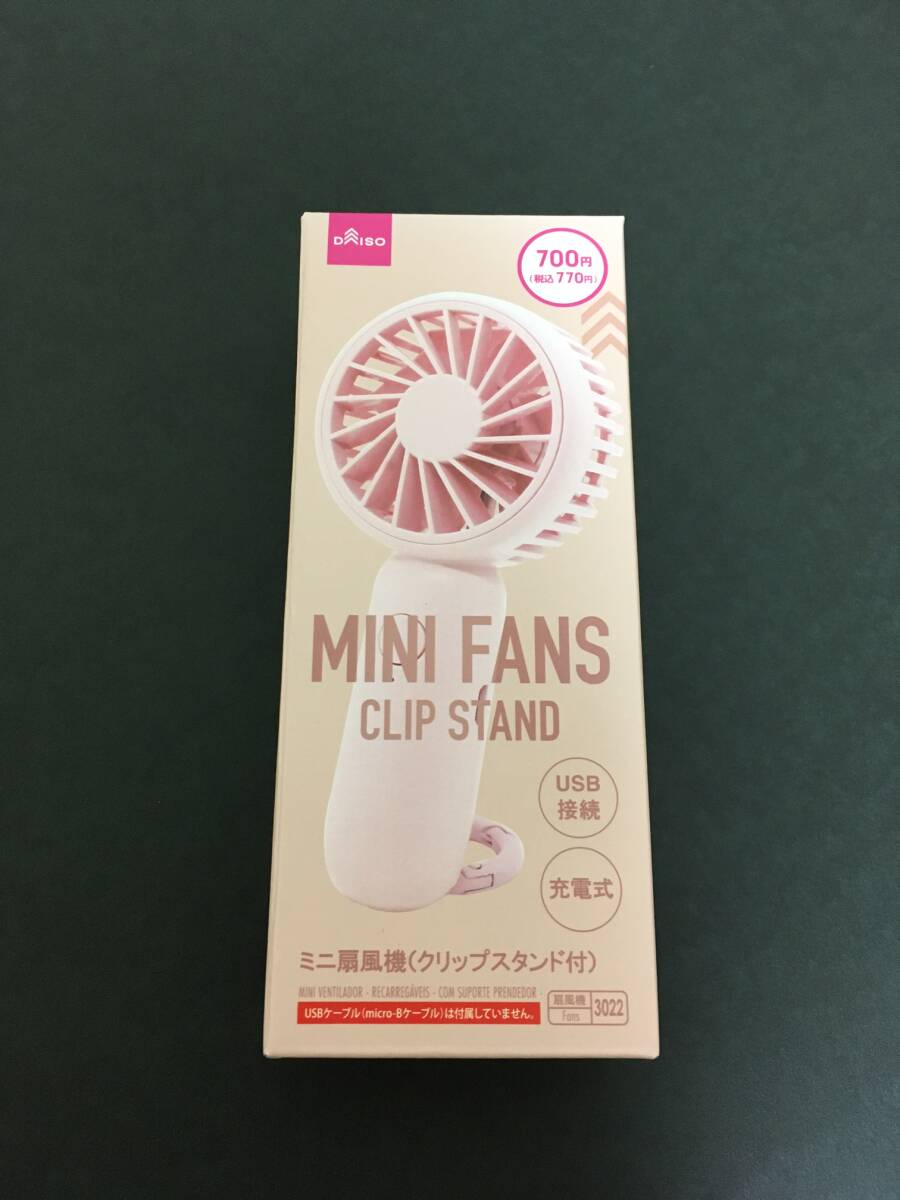 DAISO
700円
(税込770円)
MINI FANS
CLIP STAND
USB
接続
充電式
ミニ扇風機(クリップスタンド付)
MINI VENTILADOR - RECARREGÁVEIS - COM SUPORTE PRENDEDOR -
USBケーブル(micro-Bケーブル)は付属していません。
扇風機
Fans
3022